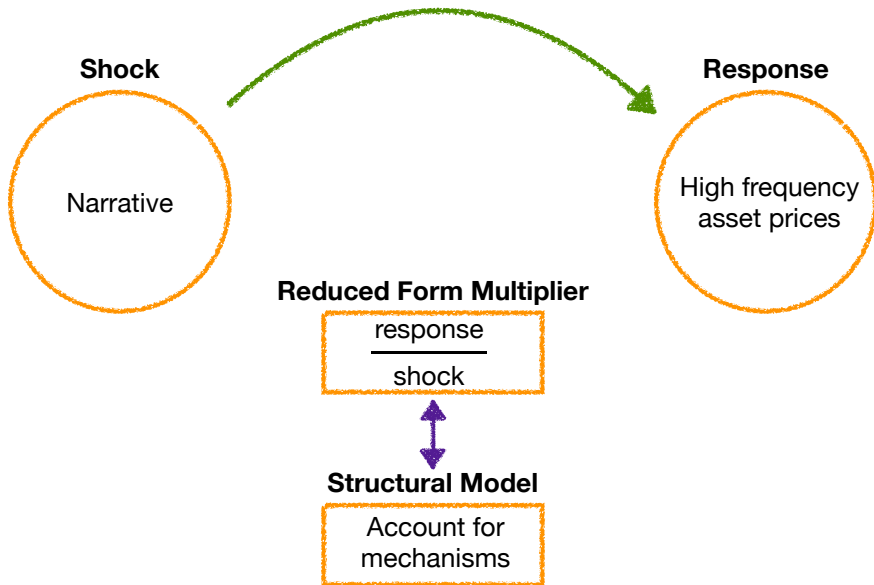 Shock
Response
Narrative
High frequency
asset prices
Reduced Form Multiplier
response
shock
Structural Model
Account for
mechanisms